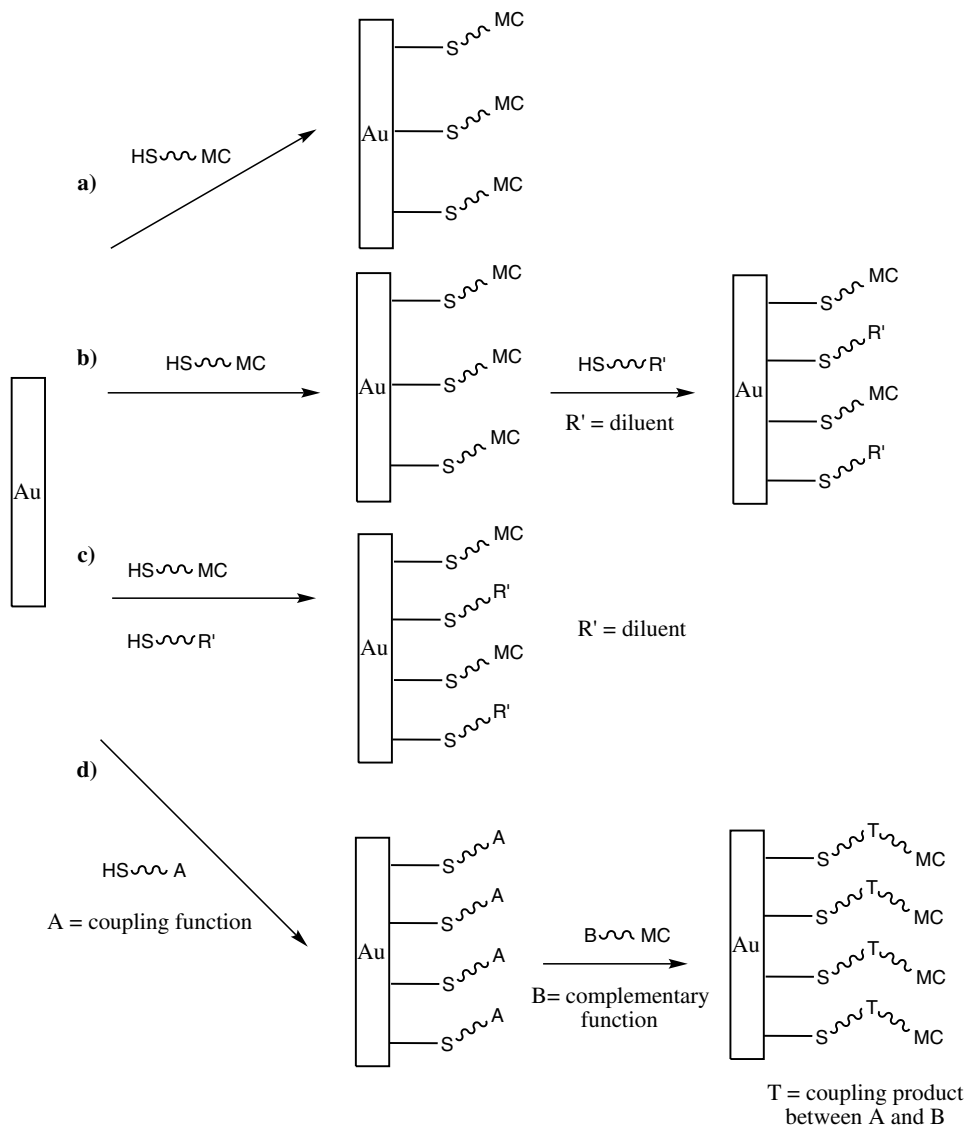 a)
HS MC
Au
S MC
S MC
S MC
b)
HS MC
Au
S MC
S MC
S MC
HS R'
R' = diluent
Au
S MC
S R'
S MC
S R'
Au
c)
HS MC
HS R'
Au
S MC
S R'
S MC
S R'
R' = diluent
d)
HS A
A = coupling function
Au
S A
S A
S A
S A
B MC
B= complementary
function
Au
S T MC
S T MC
S T MC
S T MC
T = coupling product
between A and B